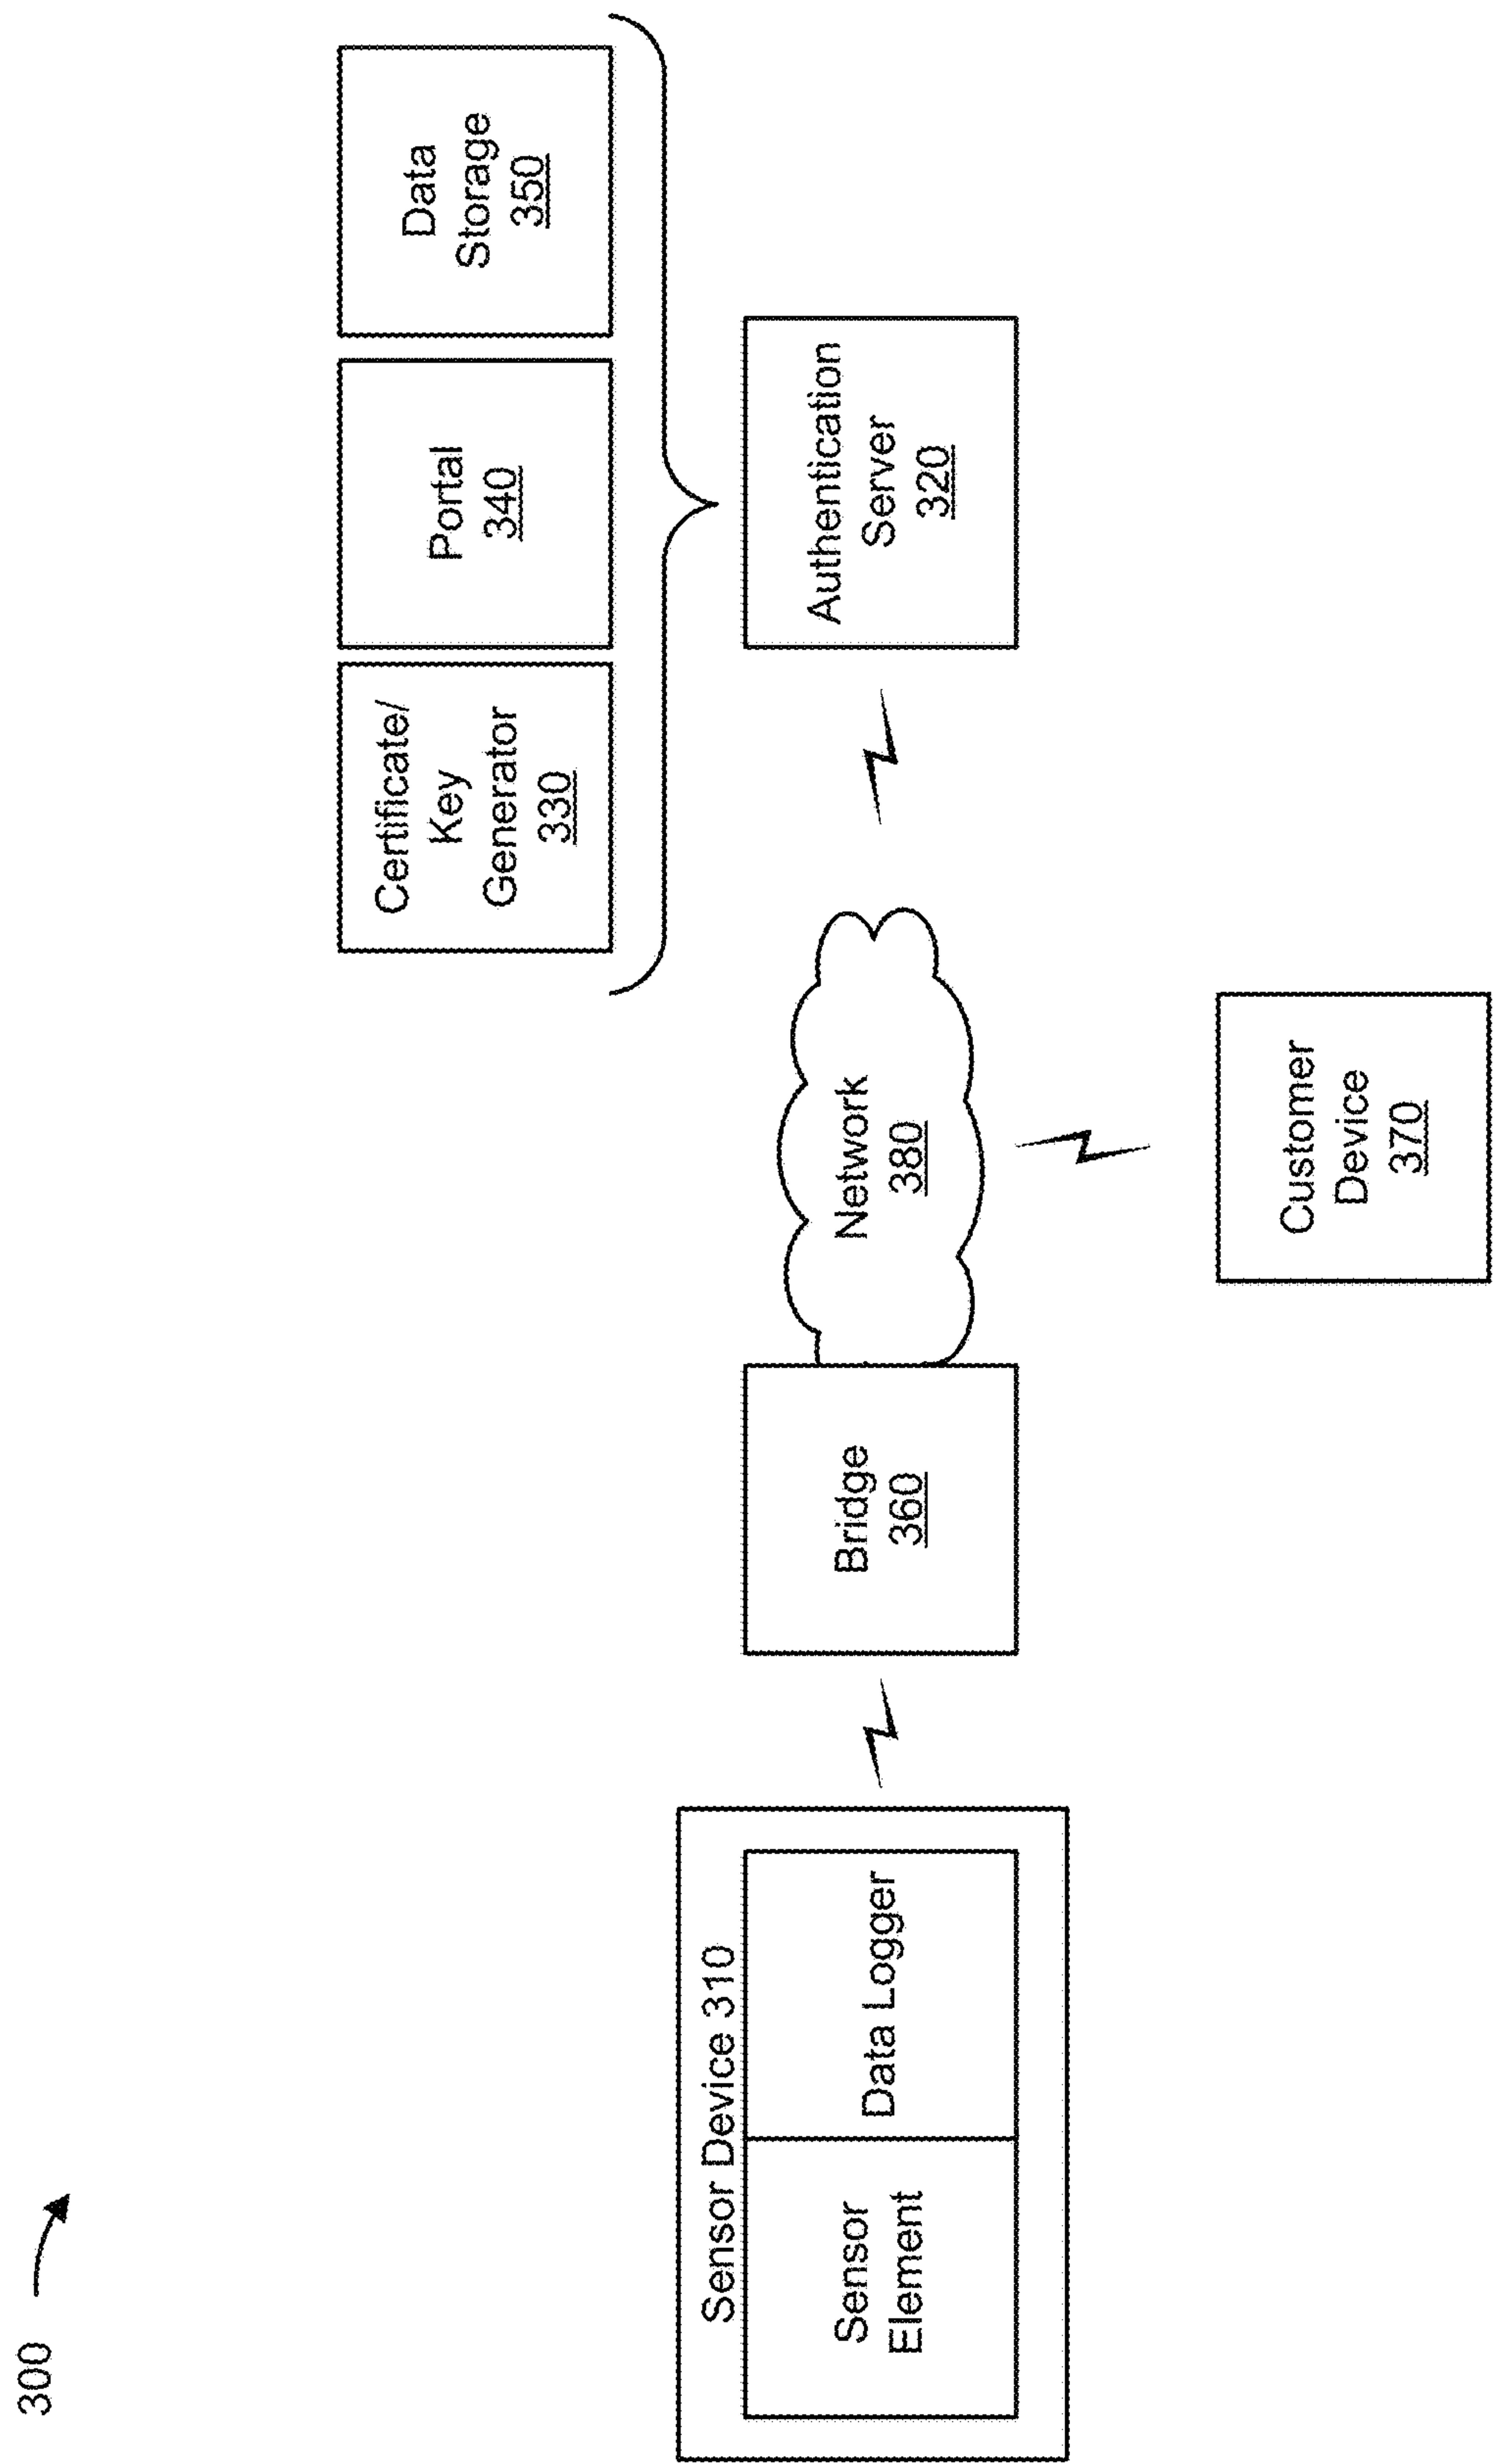 300
Certificate/
Key
Generator
330
Portal
340
Data
Storage
350
Sensor Device 310
Sensor
Element
Data Logger
Bridge
360
Network
380
Authentication
Server
320
Customer
Device
370